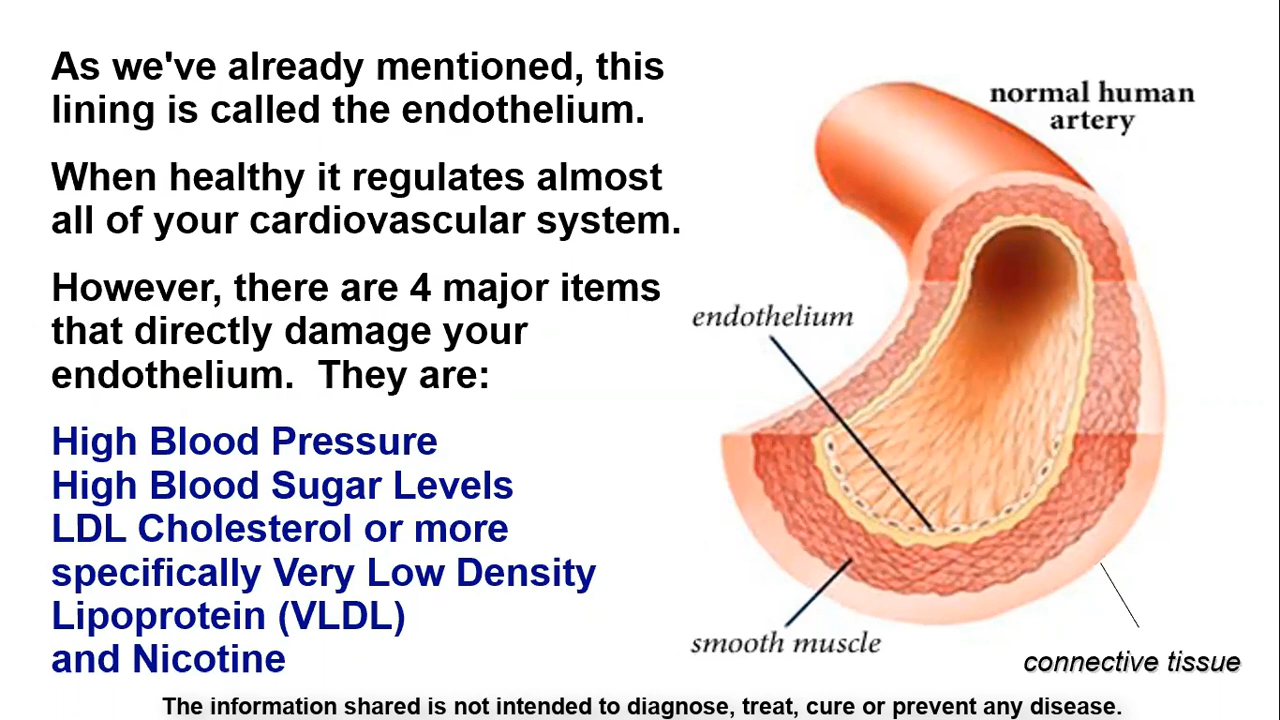 As we've already mentioned, this
lining is called the endothelium.
When healthy it regulates almost
all of your cardiovascular system.
However, there are 4 major items
that directly damage your
endothelium.  They are:
High Blood Pressure
High Blood Sugar Levels
LDL Cholesterol or more
specifically Very Low Density
Lipoprotein (VLDL)
and Nicotine
normal human
artery
endothelium
smooth muscle
connective tissue
The information shared is not intended to diagnose, treat, cure or prevent any disease.